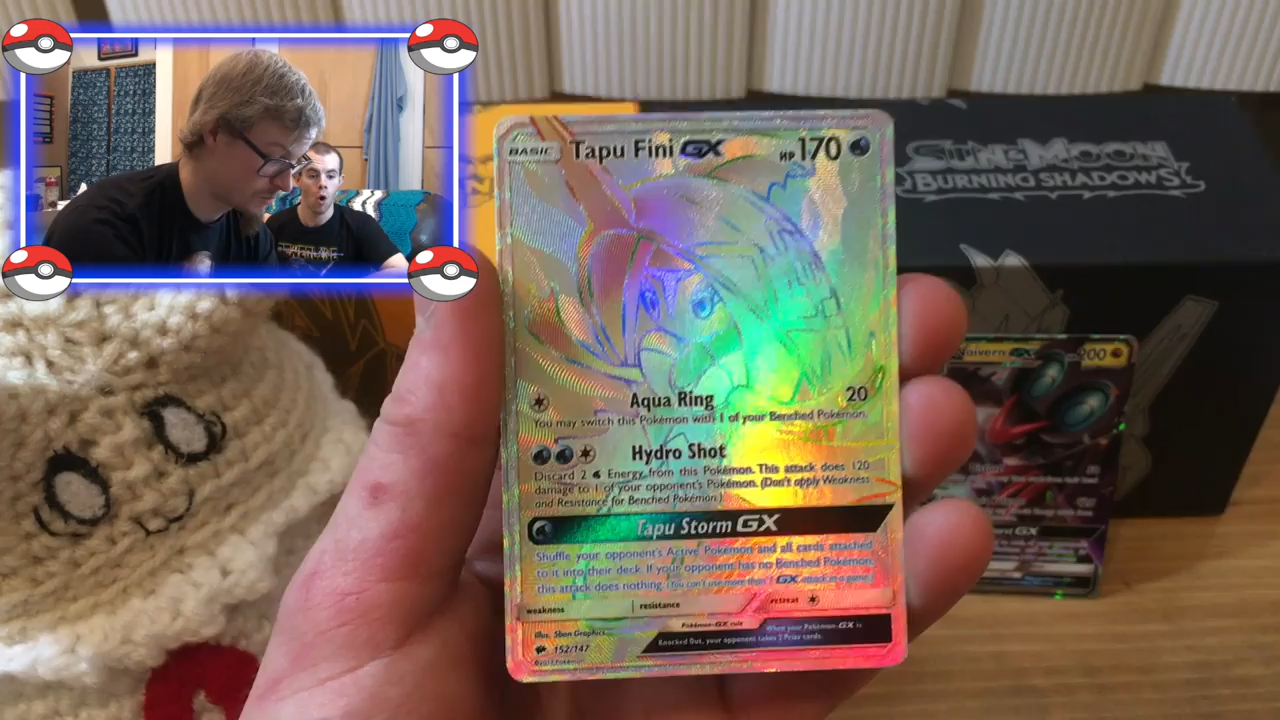 BASIC Tapu Fini GX HP 170
Aqua Ring 20
You may switch this Pokémon with 1 of your Benched Pokémon.
Hydro Shot
Discard 2 Energy from this Pokémon. This attack does 120
damage to 1 of your opponent's Pokémon. (Don't apply Weakness
and Resistance for Benched Pokémon.)
Tapu Storm GX
Shuffle your opponent's Active Pokémon and all cards attached
to it into their deck. If your opponent has no Benched Pokémon,
this attack does nothing. (You can't use more than 1 GX attack in a game.)
weakness resistance retreat
Pokémon-GX rule When your Pokémon-GX is
Knocked Out, your opponent takes 2 Prize cards.
Illus. 5ban Graphics
152/147
SUN & MOON
BURNING SHADOWS
Noivern GX 200
GX